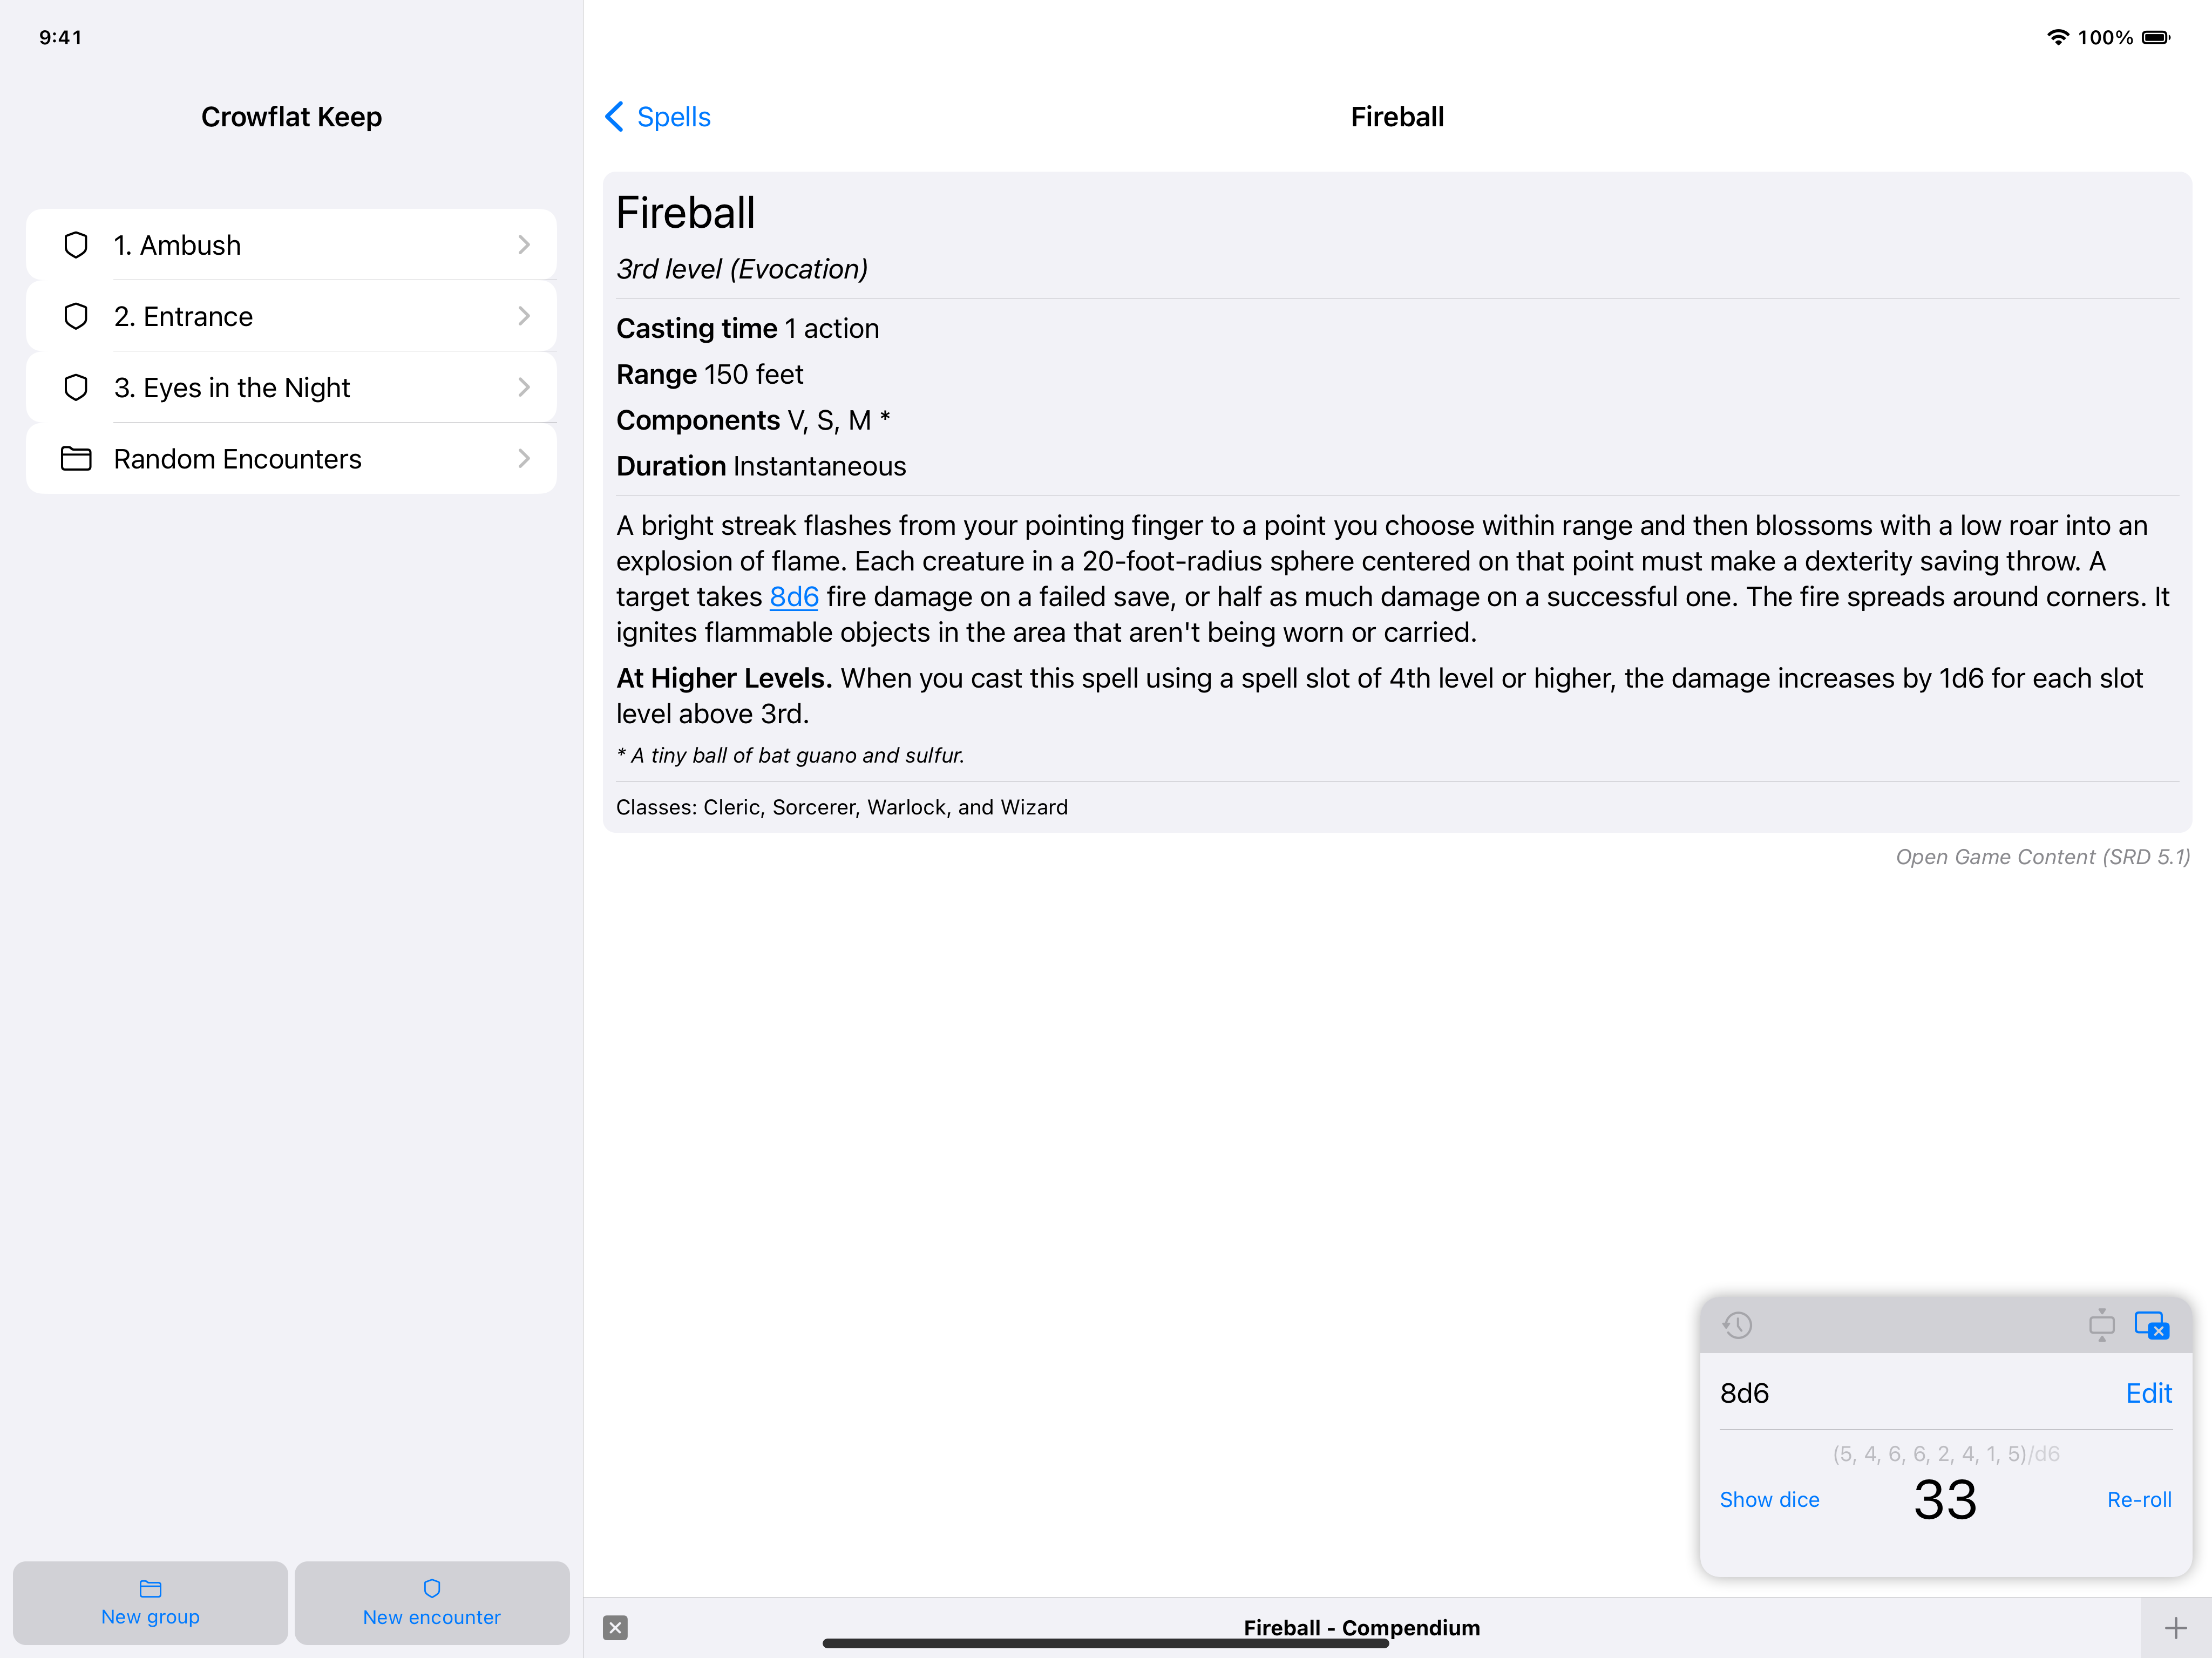 9:41
100%
Crowflat Keep
1. Ambush
2. Entrance
3. Eyes in the Night
Random Encounters
New group
New encounter
Spells
Fireball
Fireball
3rd level (Evocation)
Casting time 1 action
Range 150 feet
Components V, S, M *
Duration Instantaneous
A bright streak flashes from your pointing finger to a point you choose within range and then blossoms with a low roar into an
explosion of flame. Each creature in a 20-foot-radius sphere centered on that point must make a dexterity saving throw. A
target takes 8d6 fire damage on a failed save, or half as much damage on a successful one. The fire spreads around corners. It
ignites flammable objects in the area that aren't being worn or carried.
At Higher Levels. When you cast this spell using a spell slot of 4th level or higher, the damage increases by 1d6 for each slot
level above 3rd.
* A tiny ball of bat guano and sulfur.
Classes: Cleric, Sorcerer, Warlock, and Wizard
Open Game Content (SRD 5.1)
8d6
Edit
(5, 4, 6, 6, 2, 4, 1, 5)/d6
Show dice
33
Re-roll
Fireball - Compendium